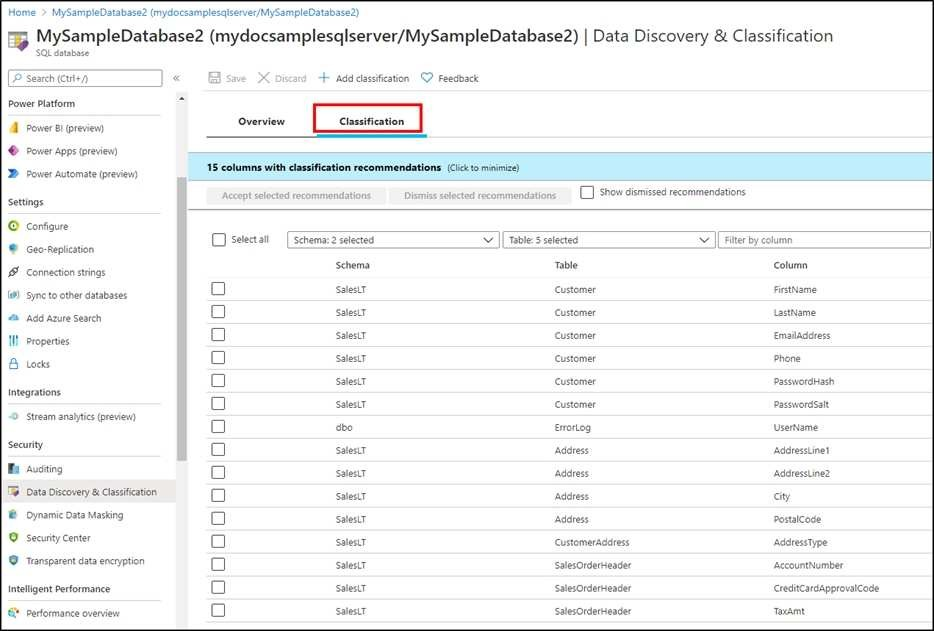 Home > MySampleDatabase2 (mydocsamplesqlserver/MySampleDatabase2)
MySampleDatabase2 (mydocsamplesqlserver/MySampleDatabase2) | Data Discovery & Classification
SQL database
Search (Ctrl+/) «
Power Platform
Power BI (preview)
Power Apps (preview)
Power Automate (preview)
Settings
Configure
Geo-Replication
Connection strings
Sync to other databases
Add Azure Search
Properties
Locks
Integrations
Stream analytics (preview)
Security
Auditing
Data Discovery & Classification
Dynamic Data Masking
Security Center
Transparent data encryption
Intelligent Performance
Performance overview
Save Discard Add classification Feedback
Overview Classification
15 columns with classification recommendations (Click to minimize)
Accept selected recommendations Dismiss selected recommendations Show dismissed recommendations
Select all Schema: 2 selected Table: 5 selected Filter by column
Schema Table Column
SalesLT Customer FirstName
SalesLT Customer LastName
SalesLT Customer EmailAddress
SalesLT Customer Phone
SalesLT Customer PasswordHash
SalesLT Customer PasswordSalt
dbo ErrorLog UserName
SalesLT Address AddressLine1
SalesLT Address AddressLine2
SalesLT Address City
SalesLT Address PostalCode
SalesLT CustomerAddress AddressType
SalesLT SalesOrderHeader AccountNumber
SalesLT SalesOrderHeader CreditCardApprovalCode
SalesLT SalesOrderHeader TaxAmt